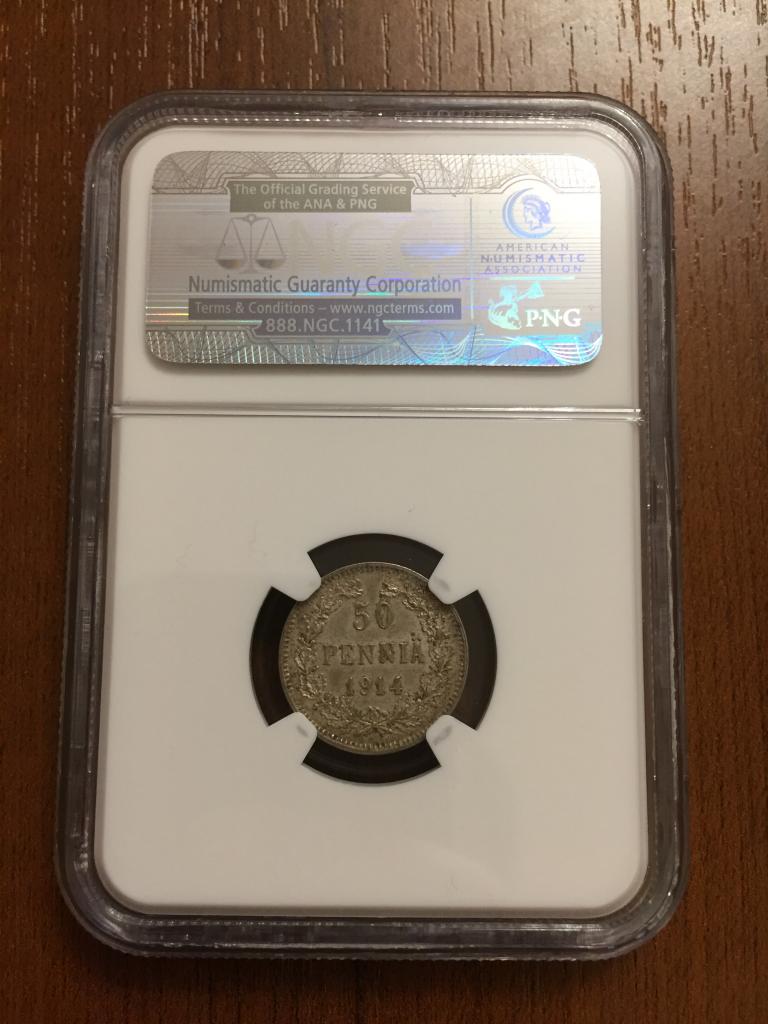 The Official Grading Service
of the ANA & PNG
NGC
Numismatic Guaranty Corporation
Terms & Conditions – www.ngcterms.com
888.NGC.1141
AMERICAN
NUMISMATIC
ASSOCIATION
P·N·G
50
PENNIÄ
1914